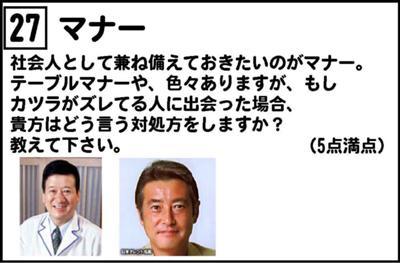 27 マナー
社会人として兼ね備えておきたいのがマナー。
テーブルマナーや、色々ありますが、もし
カツラがズレてる人に出会った場合、
貴方はどう言う対処方をしますか？
教えて下さい。 （5点満点）